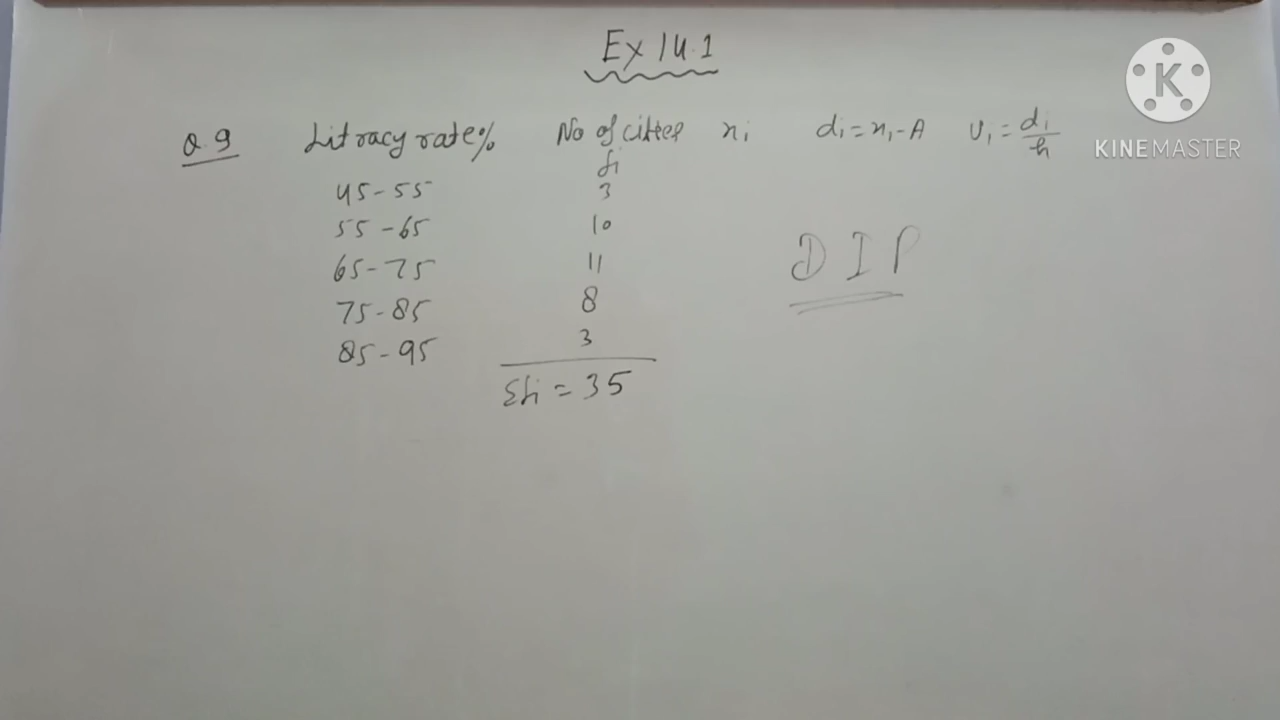 Ex 14.1
Q.9 Litracy rate% No of cities xi di=xi-A Ui=di/h
fi
45-55 3
55-65 10
65-75 11
75-85 8
85-95 3
Σfi = 35
DIP
K
KINEMASTER